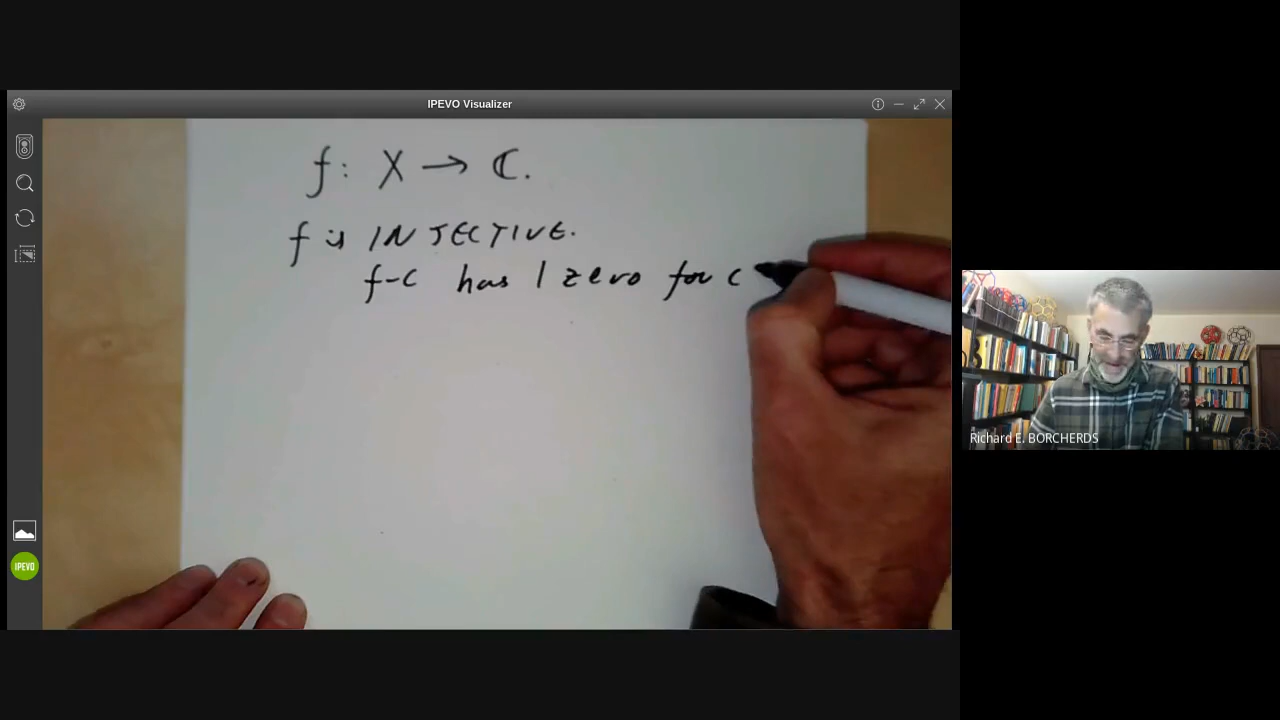 IPEVO Visualizer
f: X → ℂ.
f is INJECTIVE.
f-c has 1 zero for c
IPEVO
Richard E. BORCHERDS